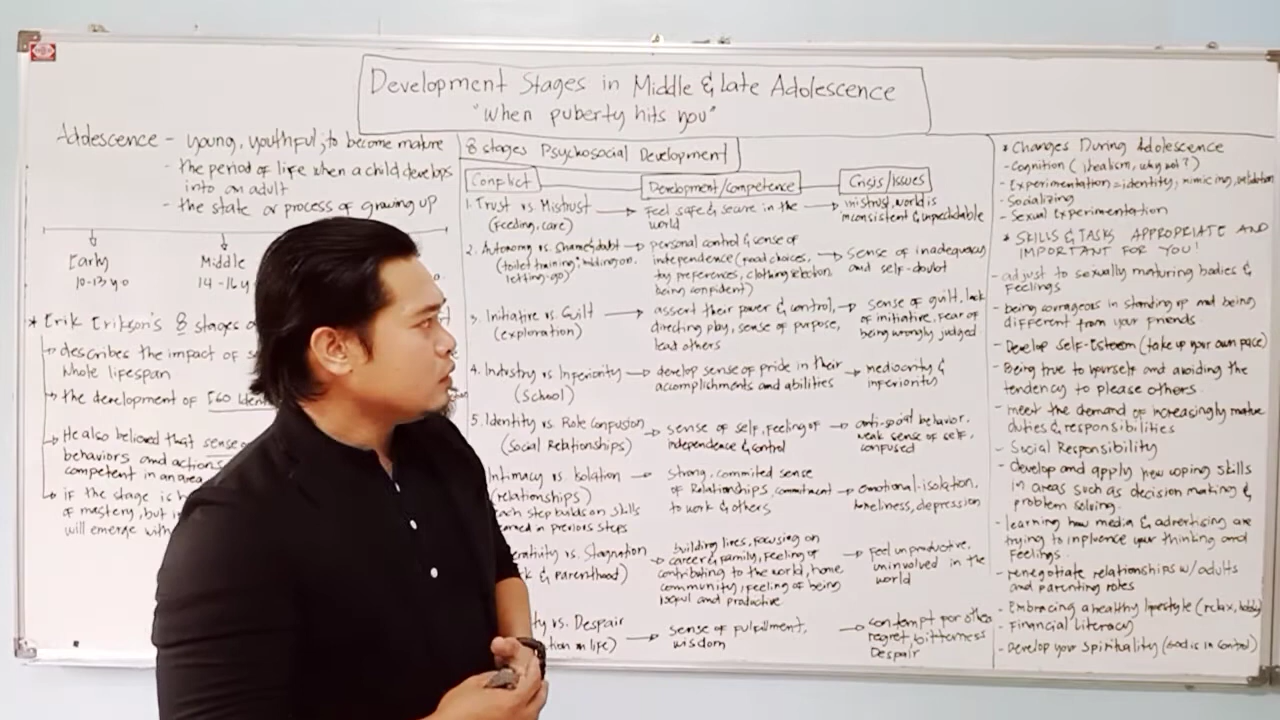 Development Stages in Middle & Late Adolescence
"When puberty hits you"
Adolescence - young, youthful, to become mature
- the period of life when a child develops
into an adult
- the state or process of growing up
Early
10-13 yo
Middle
14-16 y
* Erik Erikson's 8 stages o
describes the impact of s
whole lifespan
the development of Ego Iden
He also believed that sense o
behaviors and actions
competent in an area
if the stage is h
of mastery, but i
will emerge with
8 stages Psychosocial Development
Conflict
Development/competence
Crisis/Issues
1. Trust vs. Mistrust
(Feeding, care)
Feel safe & secure in the
world
mistrust, world is
inconsistent & unpredictable
2. Autonomy vs. Shame & doubt
(toilet training, holding on,
letting-go)
personal control & sense of
independence (food choices,
toy preferences, clothing selection
being confident)
Sense of inadequacy
and self-doubt
3. Initiative vs. Guilt
(exploration)
assert their power & control,
directing play, sense of purpose,
lead others
sense of guilt, lack
of initiative, fear of
being wrongly judged
4. Industry vs. Inferiority
(School)
develop sense of pride in their
accomplishments and abilities
mediocrity &
inferiority
5. Identity vs. Role Confusion
(Social Relationships)
sense of self, feeling of
independence & control
anti-social behavior,
weak sense of self,
confused
Intimacy vs. Isolation
(relationships)
each step builds on skills
learned in previous steps
Strong, commited sense
of Relationships, commitment
to work & others
emotional-isolation,
loneliness, depression
erativity vs. Stagnation
k & parenthood)
building lives, focusing on
career & family, feeling of
contributing to the world, home
community, feeling of being
useful and productive
Feel unproductive,
uninvolved in the
world
ty vs. Despair
tion on life)
sense of fulfillment,
wisdom
contempt for others
regret, bitterness
Despair
* Changes During Adolescence
- Cognition (idealism, why not?)
- Experimentation = identity, mimicing, validation
- Socializing
- Sexual Experimentation
* SKILLS & TASKS APPROPRIATE AND
IMPORTANT FOR YOU!
- adjust to sexually maturing bodies &
Feelings
- being courageous in standing up and being
different from your friends
- Develop self-Esteem (take up your own pace)
- Being true to yourself and avoiding the
tendency to please others
- meet the demand of increasingly mature
duties & responsibilities
- Social Responsibility
- develop and apply new coping skills
in areas such as decision making &
problem solving.
- learning how media & advertising are
trying to influence your thinking and
Feelings
- renegotiate relationships w/ adults
and parenting roles
- Embracing a healthy lifestyle (relax, hobby)
- Financial Literacy
- Develop your Spirituality (God is in Control)